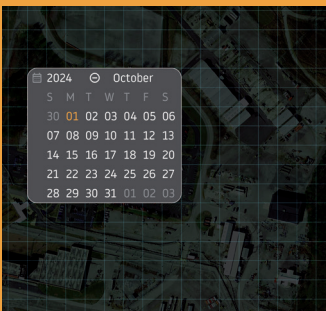 2024 October
S M T W T F S
30 01 02 03 04 05 06
07 08 09 10 11 12 13
14 15 16 17 18 19 20
21 22 23 24 25 26 27
28 29 30 31 01 02 03